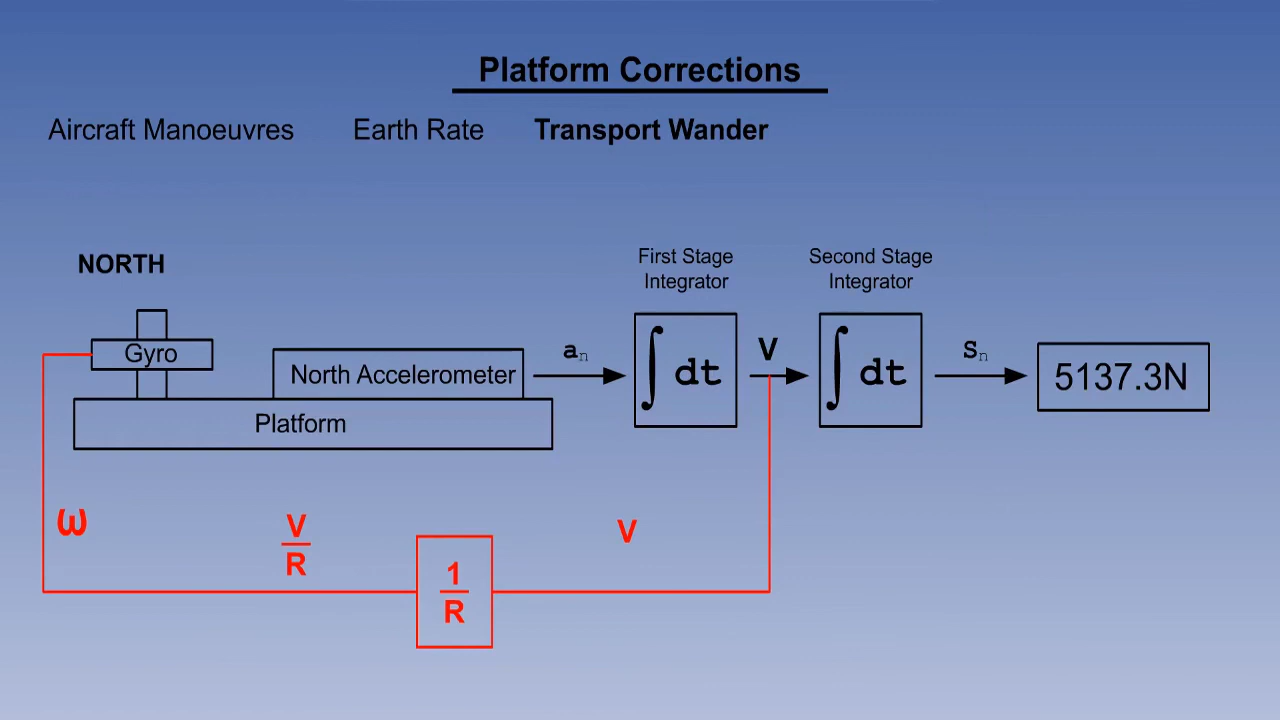 Platform Corrections
Aircraft Manoeuvres Earth Rate Transport Wander
First Stage Integrator
Second Stage Integrator
NORTH
Gyro
North Accelerometer
Platform
an
∫ dt
V
∫ dt
Sn
5137.3N
ω
V
R
1
R
V